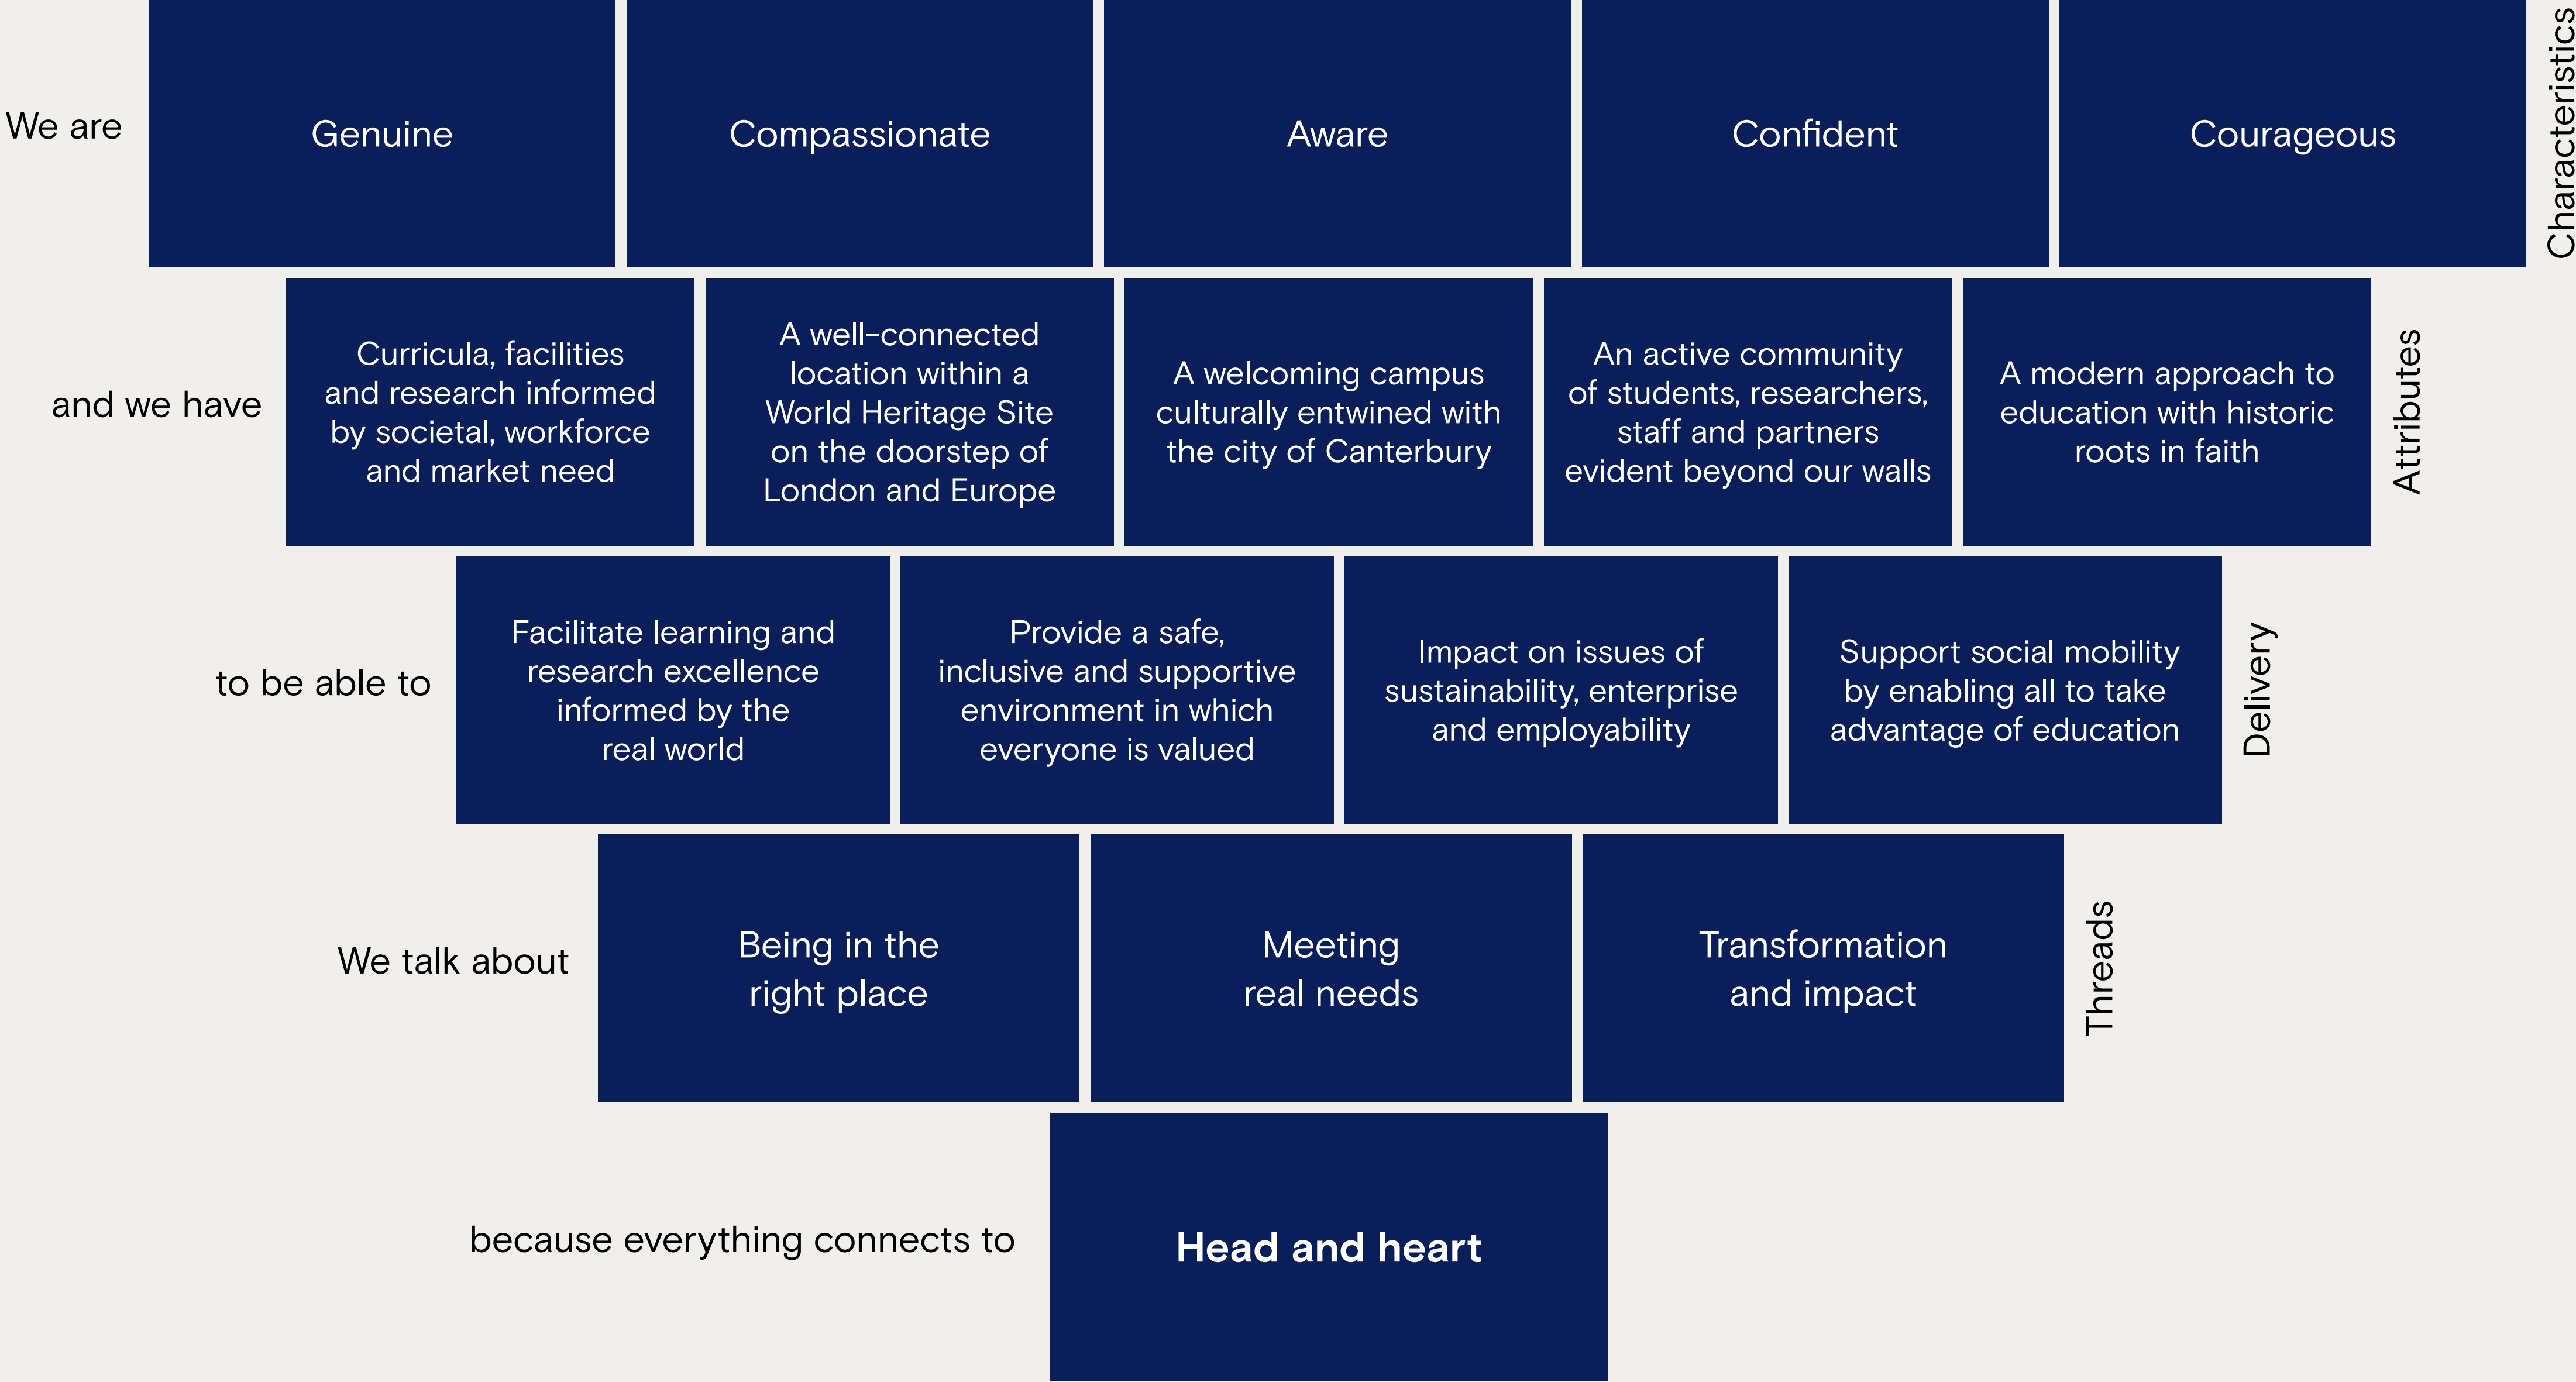 We are
Genuine
Compassionate
Aware
Confident
Courageous
Characteristics
and we have
Curricula, facilities
and research informed
by societal, workforce
and market need
A well-connected
location within a
World Heritage Site
on the doorstep of
London and Europe
A welcoming campus
culturally entwined with
the city of Canterbury
An active community
of students, researchers,
staff and partners
evident beyond our walls
A modern approach to
education with historic
roots in faith
Attributes
to be able to
Facilitate learning and
research excellence
informed by the
real world
Provide a safe,
inclusive and supportive
environment in which
everyone is valued
Impact on issues of
sustainability, enterprise
and employability
Support social mobility
by enabling all to take
advantage of education
Delivery
We talk about
Being in the
right place
Meeting
real needs
Transformation
and impact
Threads
because everything connects to
Head and heart